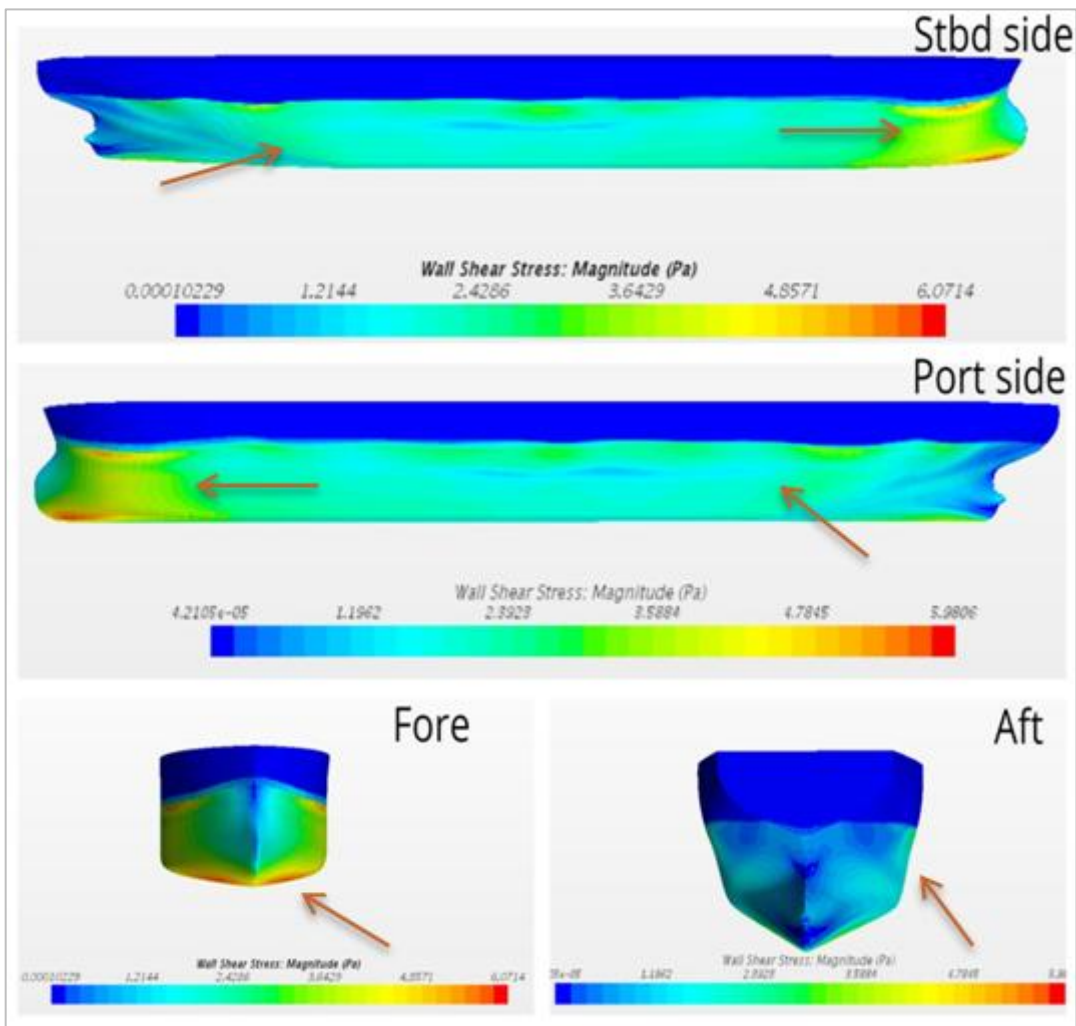 Stbd side
Wall Shear Stress: Magnitude (Pa)
0.00010229 1.2144 2.4286 3.6429 4.8571 6.0714
Port side
Wall Shear Stress: Magnitude (Pa)
4.2105e-05 1.1962 2.3923 3.5884 4.7845 5.9806
Fore
Wall Shear Stress: Magnitude (Pa)
0.00010229 1.2144 2.4286 3.6429 4.8571 6.0714
Aft
Wall Shear Stress: Magnitude (Pa)
1.1962 2.3923 3.5884 4.7845